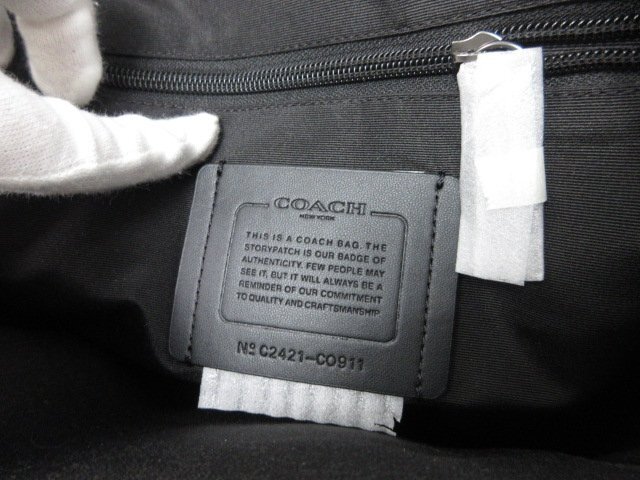 COACH
NEW YORK
THIS IS A COACH BAG. THE
STORYPATCH IS OUR BADGE OF
AUTHENTICITY. FEW PEOPLE MAY
SEE IT, BUT IT WILL ALWAYS BE A
REMINDER OF OUR COMMITMENT
TO QUALITY AND CRAFTSMANSHIP
Nº C2421-CO911